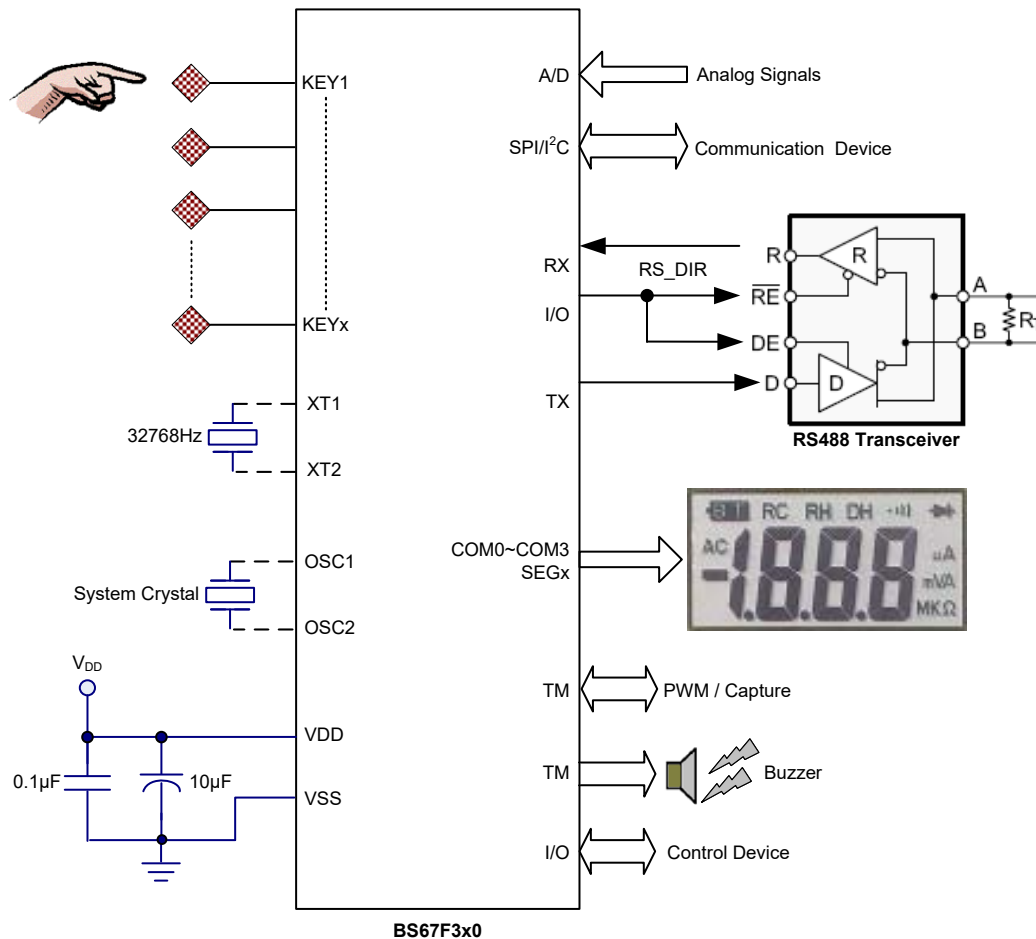 KEY1
KEYx
XT1
32768Hz
XT2
OSC1
System Crystal
OSC2
VDD
VDD
0.1µF
10µF
VSS
A/D
Analog Signals
SPI/I²C
Communication Device
RX
RS_DIR
I/O
TX
R
R
RE
DE
D
D
A
B
R
RS488 Transceiver
COM0~COM3
SEGx
BT RC RH DH
AC
-1.8.8.8
µA
mVA
MKΩ
TM
PWM / Capture
TM
Buzzer
I/O
Control Device
BS67F3x0